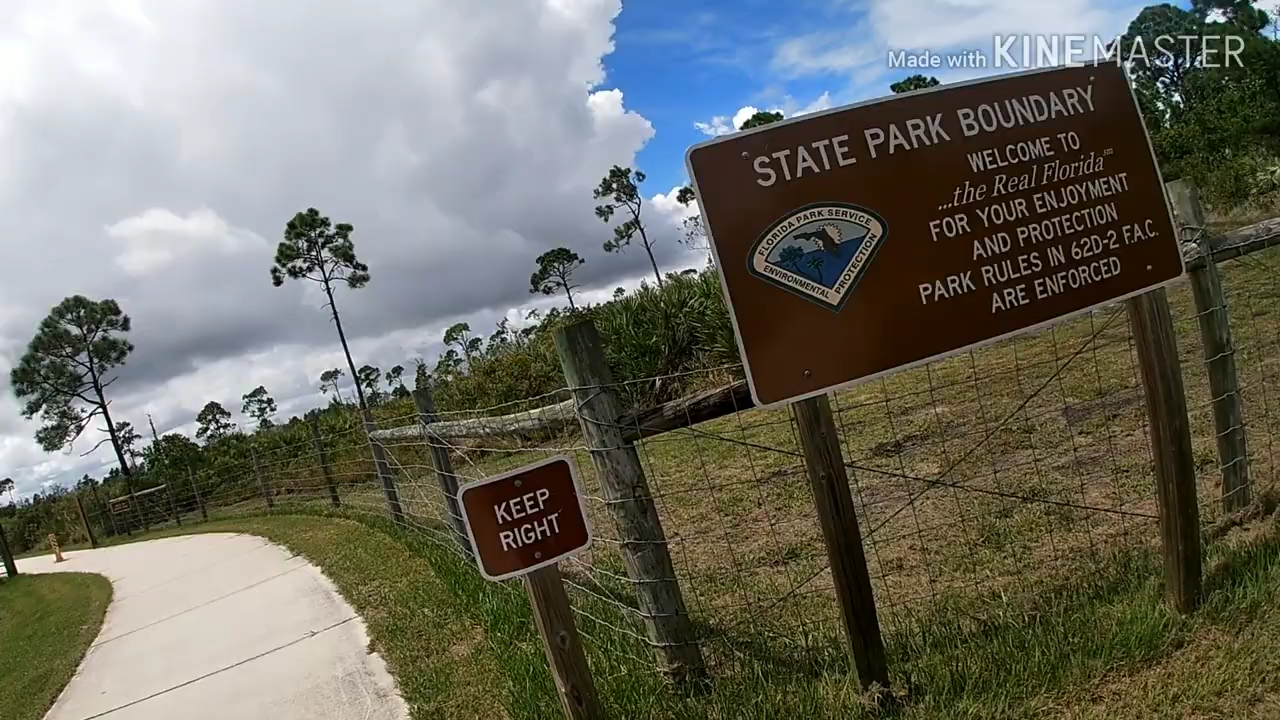 Made with KINEMASTER
STATE PARK BOUNDARY
WELCOME TO
...the Real Florida℠
FOR YOUR ENJOYMENT
AND PROTECTION
PARK RULES IN 62D-2 F.A.C.
ARE ENFORCED
FLORIDA PARK SERVICE
ENVIRONMENTAL PROTECTION
KEEP
RIGHT